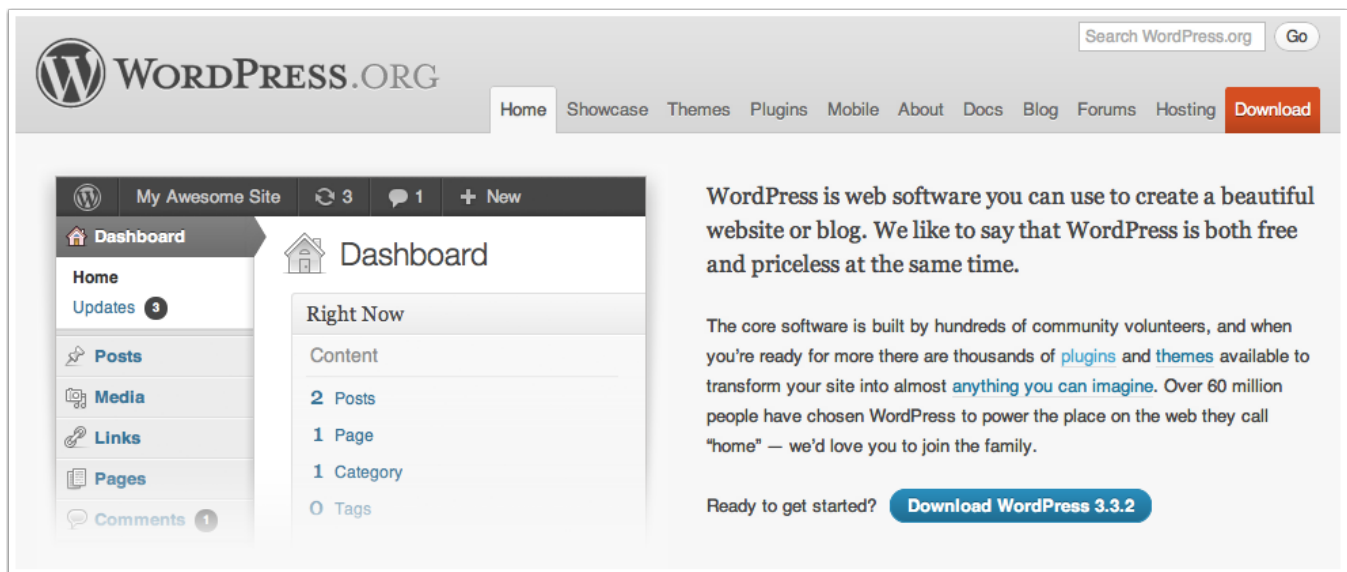 Search WordPress.org Go
WORDPRESS.ORG
Home Showcase Themes Plugins Mobile About Docs Blog Forums Hosting Download
My Awesome Site 3 1 + New
Dashboard
Home
Updates 3
Posts
Media
Links
Pages
Comments 1
Dashboard
Right Now
Content
2 Posts
1 Page
1 Category
0 Tags
WordPress is web software you can use to create a beautiful
website or blog. We like to say that WordPress is both free
and priceless at the same time.
The core software is built by hundreds of community volunteers, and when
you’re ready for more there are thousands of plugins and themes available to
transform your site into almost anything you can imagine. Over 60 million
people have chosen WordPress to power the place on the web they call
“home” — we’d love you to join the family.
Ready to get started? Download WordPress 3.3.2